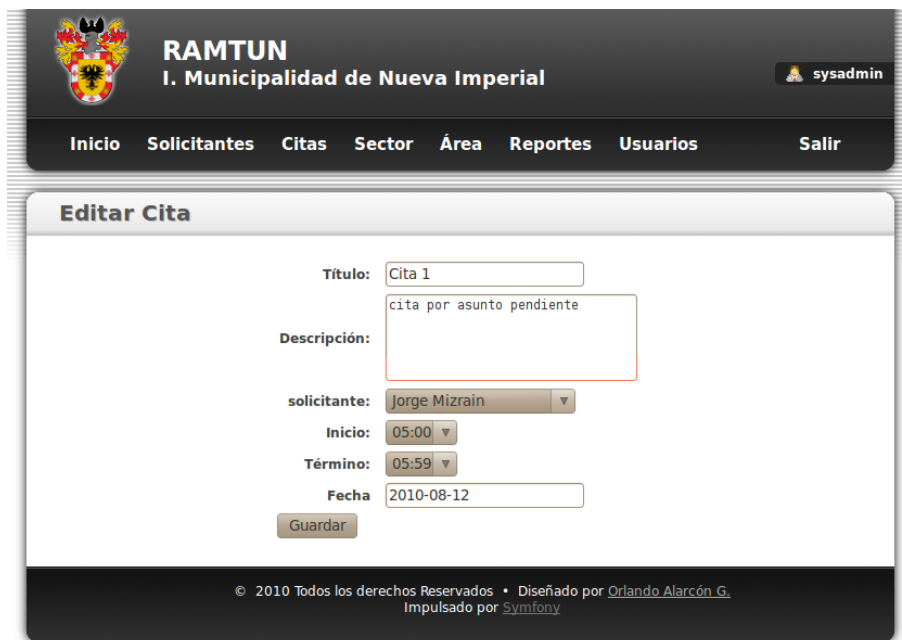 RAMTUN
I. Municipalidad de Nueva Imperial
sysadmin
Inicio Solicitantes Citas Sector Área Reportes Usuarios Salir
Editar Cita
Título: Cita 1
cita por asunto pendiente
Descripción:
solicitante: Jorge Mizrain
Inicio: 05:00
Término: 05:59
Fecha 2010-08-12
Guardar
© 2010 Todos los derechos Reservados • Diseñado por Orlando Alarcón G.
Impulsado por Symfony